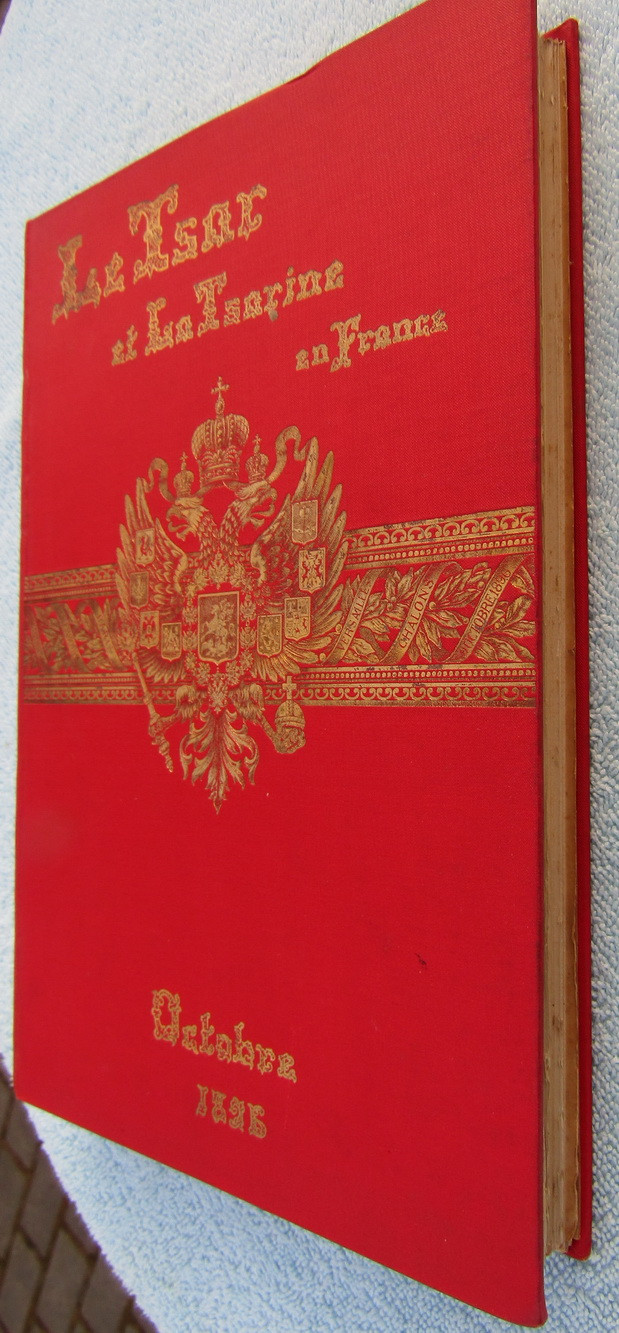 Le Tsar
et La Tsarine
en France
CHALONS
Octobre
1896